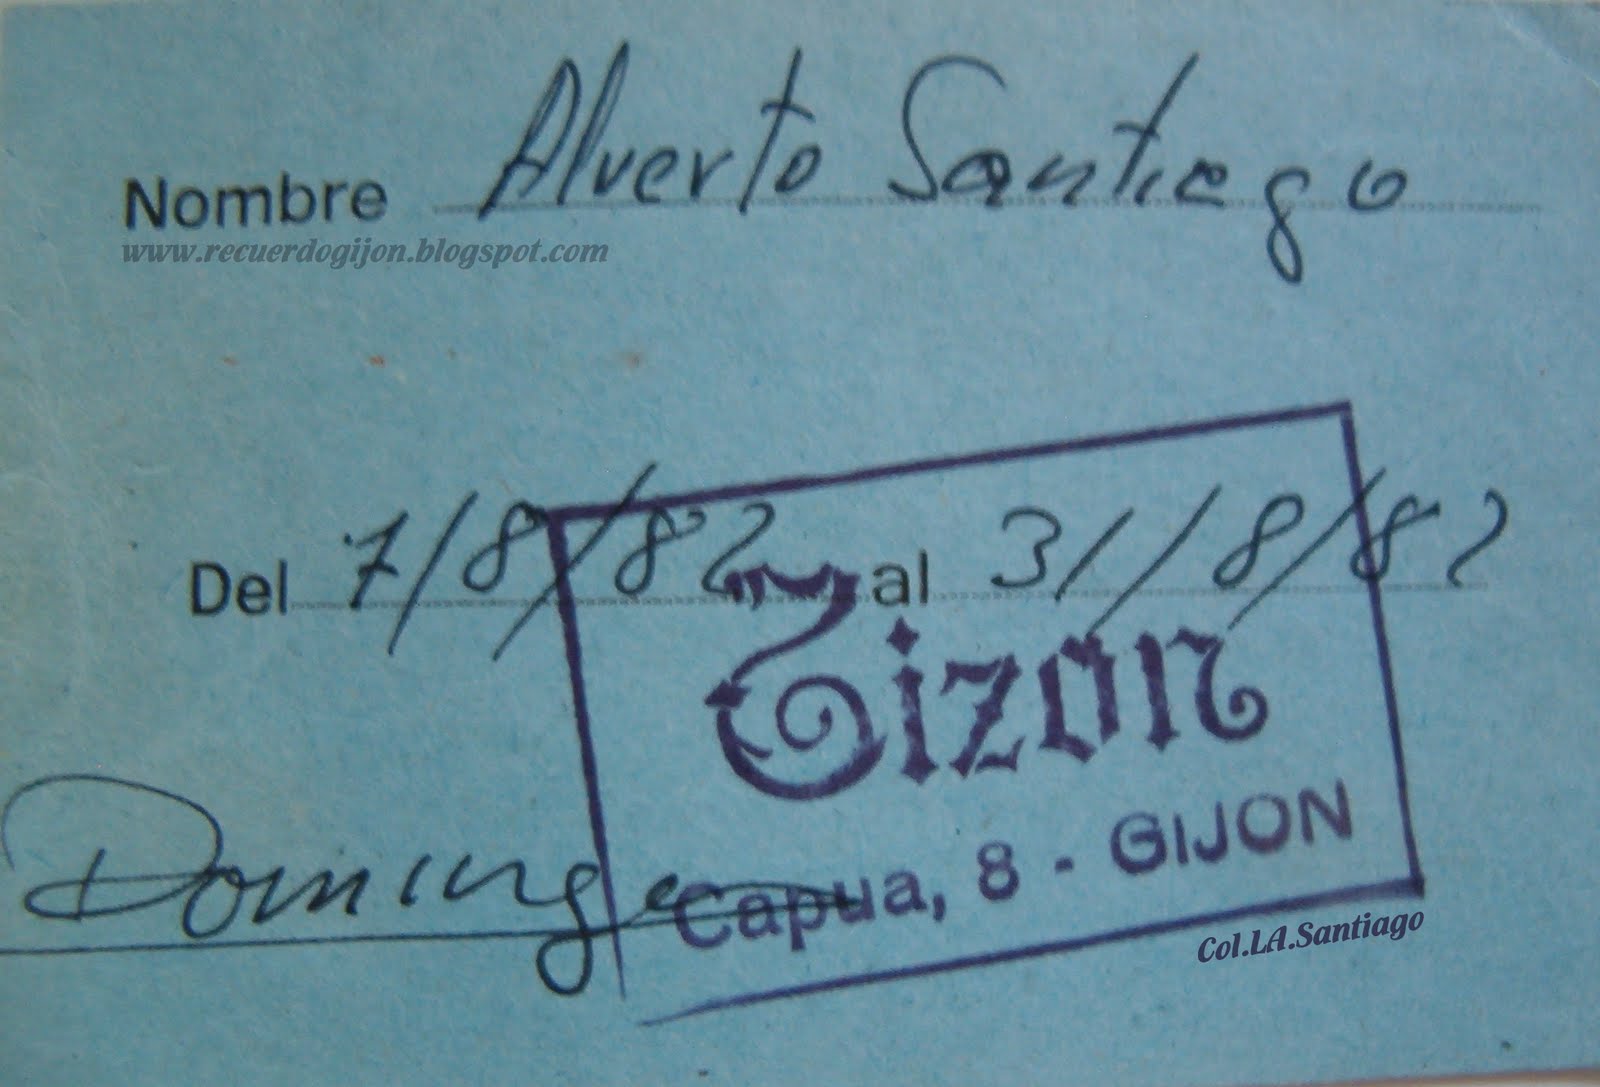 Nombre Alverto Santiago
www.recuerdogijon.blogspot.com
Del 7/8/82 al 31/8/82
Tizon
Domingo
Capua, 8 - GIJON
Col.LA.Santiago